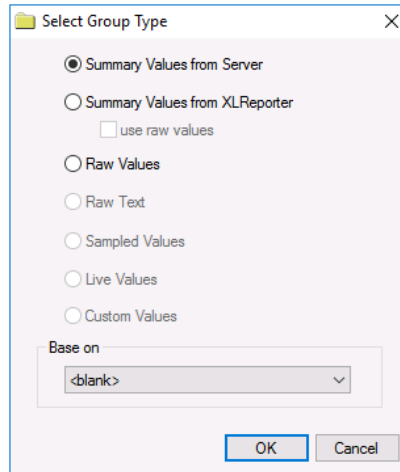 Select Group Type
Summary Values from Server
Summary Values from XLReporter
use raw values
Raw Values
Raw Text
Sampled Values
Live Values
Custom Values
Base on
<blank>
OK Cancel